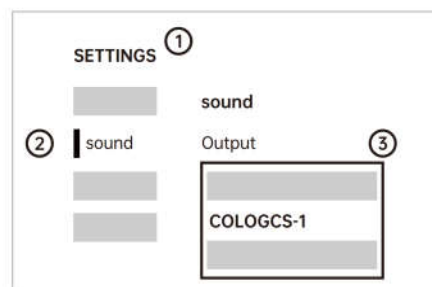 SETTINGS ①
sound
② sound
Output ③
COLOGCS-1